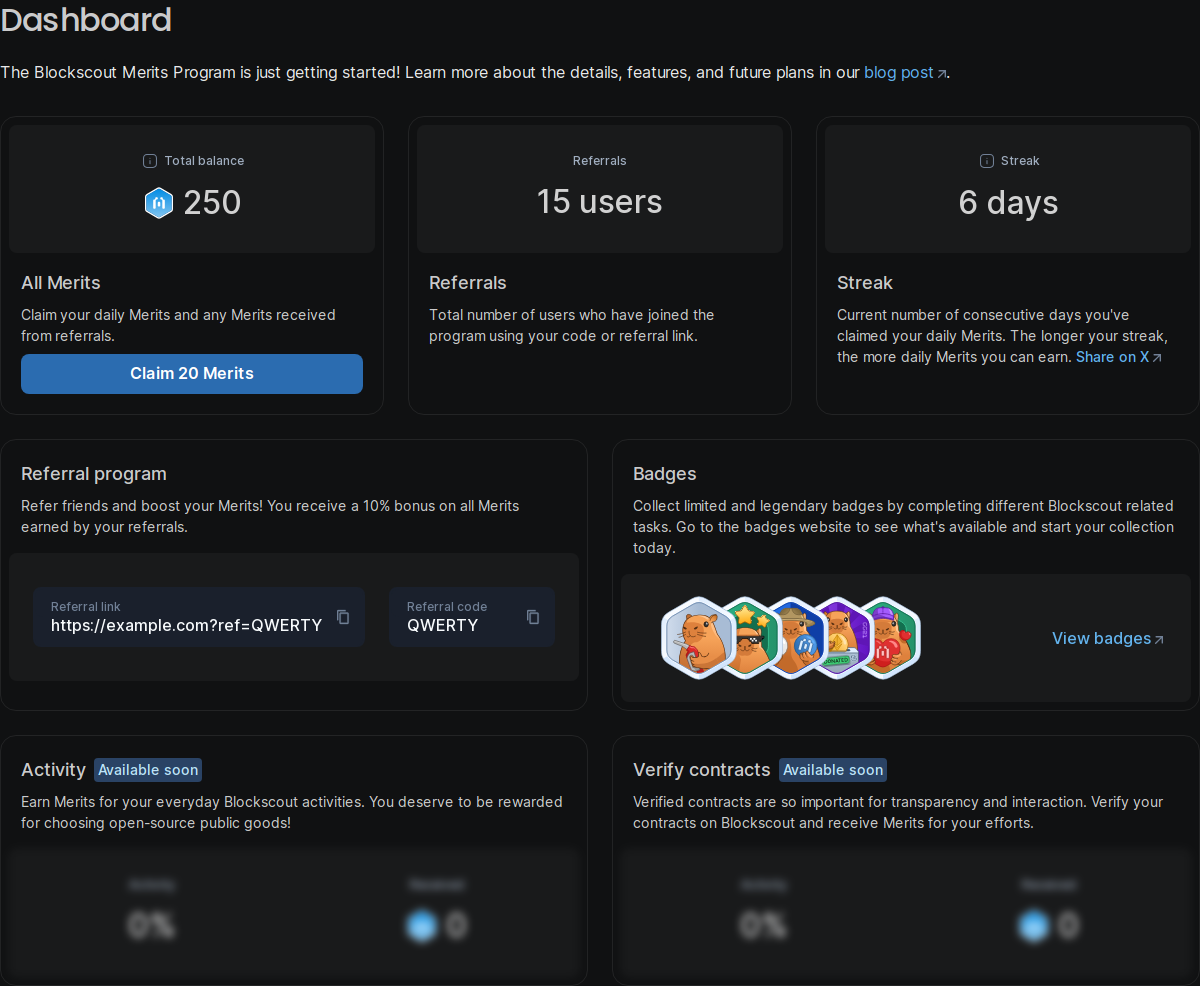 Dashboard
The Blockscout Merits Program is just getting started! Learn more about the details, features, and future plans in our blog post.
Total balance
250
All Merits
Claim your daily Merits and any Merits received
from referrals.
Claim 20 Merits
Referrals
15 users
Referrals
Total number of users who have joined the
program using your code or referral link.
Streak
6 days
Streak
Current number of consecutive days you've
claimed your daily Merits. The longer your streak,
the more daily Merits you can earn. Share on X
Referral program
Refer friends and boost your Merits! You receive a 10% bonus on all Merits
earned by your referrals.
Referral link
https://example.com?ref=QWERTY
Referral code
QWERTY
Badges
Collect limited and legendary badges by completing different Blockscout related
tasks. Go to the badges website to see what's available and start your collection
today.
View badges
Activity Available soon
Earn Merits for your everyday Blockscout activities. You deserve to be rewarded
for choosing open-source public goods!
Activity
0%
Received
0
Verify contracts Available soon
Verified contracts are so important for transparency and interaction. Verify your
contracts on Blockscout and receive Merits for your efforts.
Activity
0%
Received
0